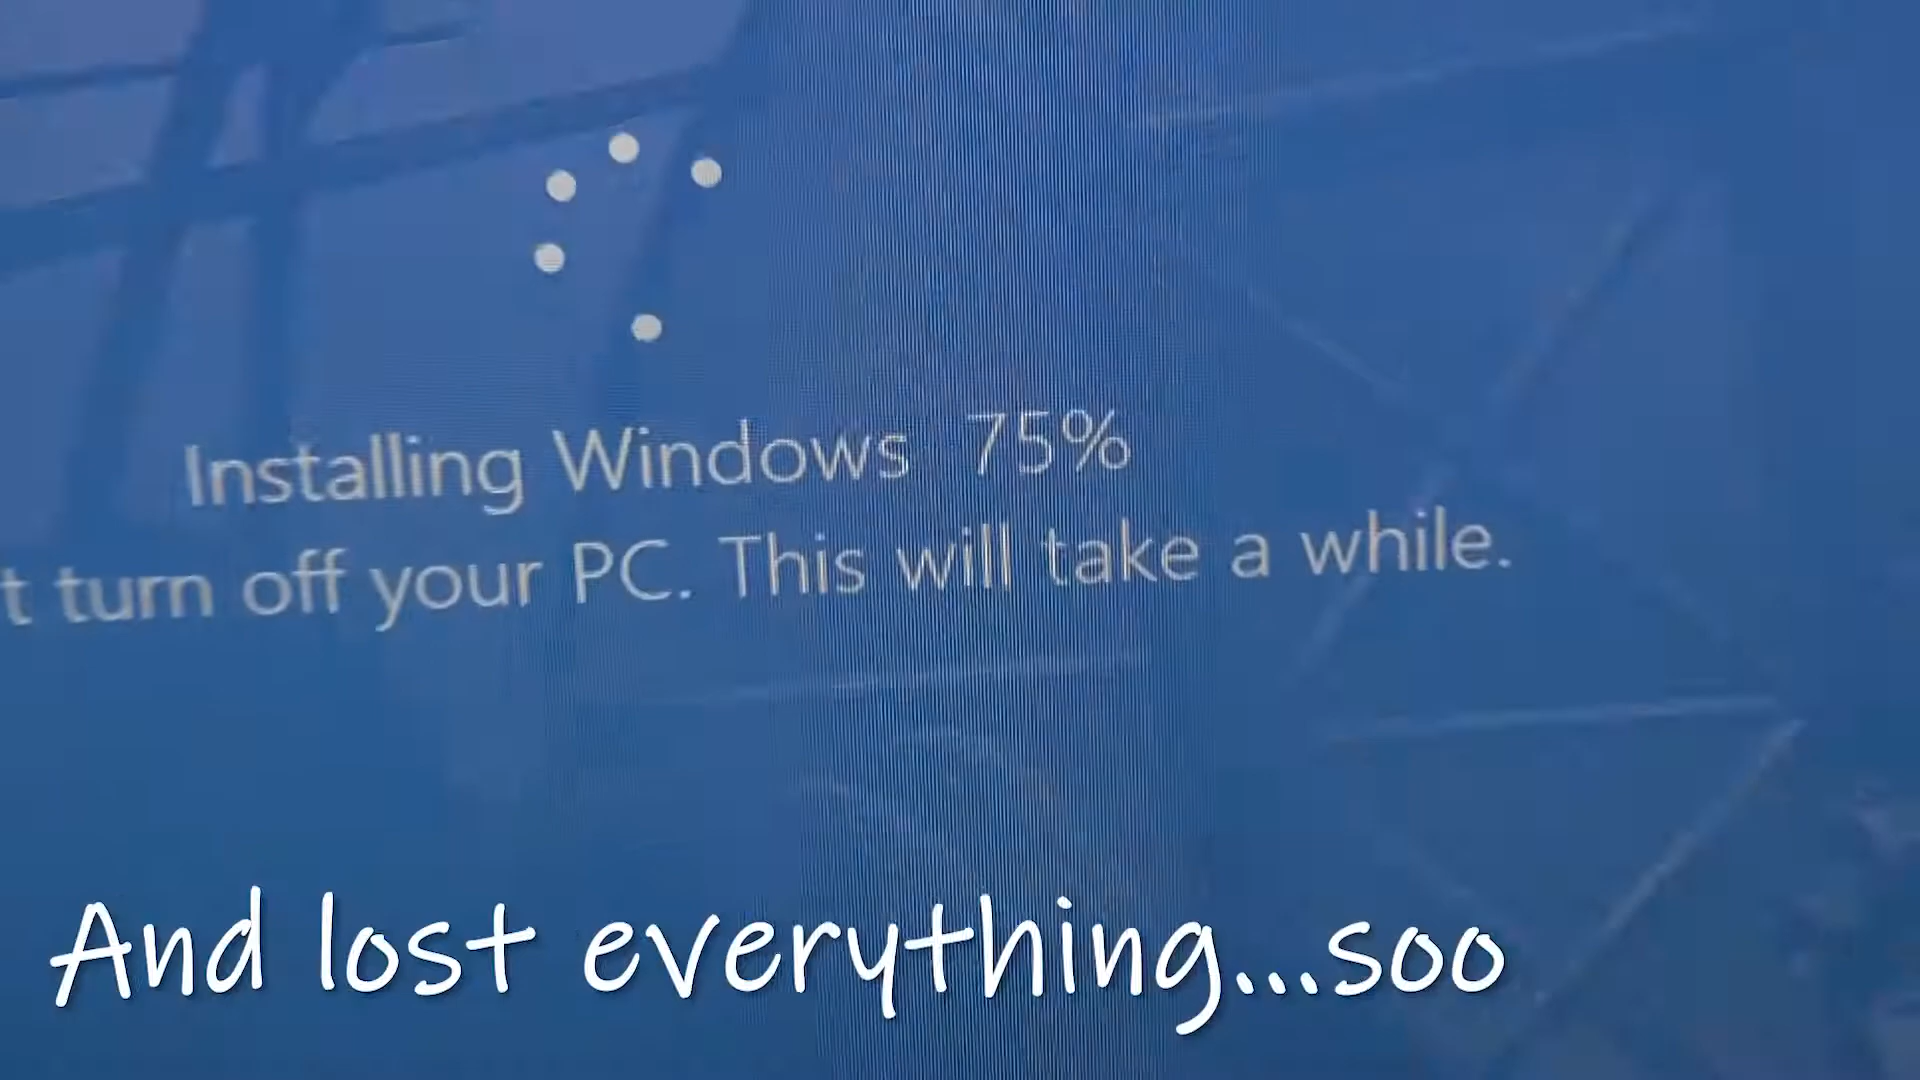 Installing Windows 75%
t turn off your PC. This will take a while.
And lost everything...soo